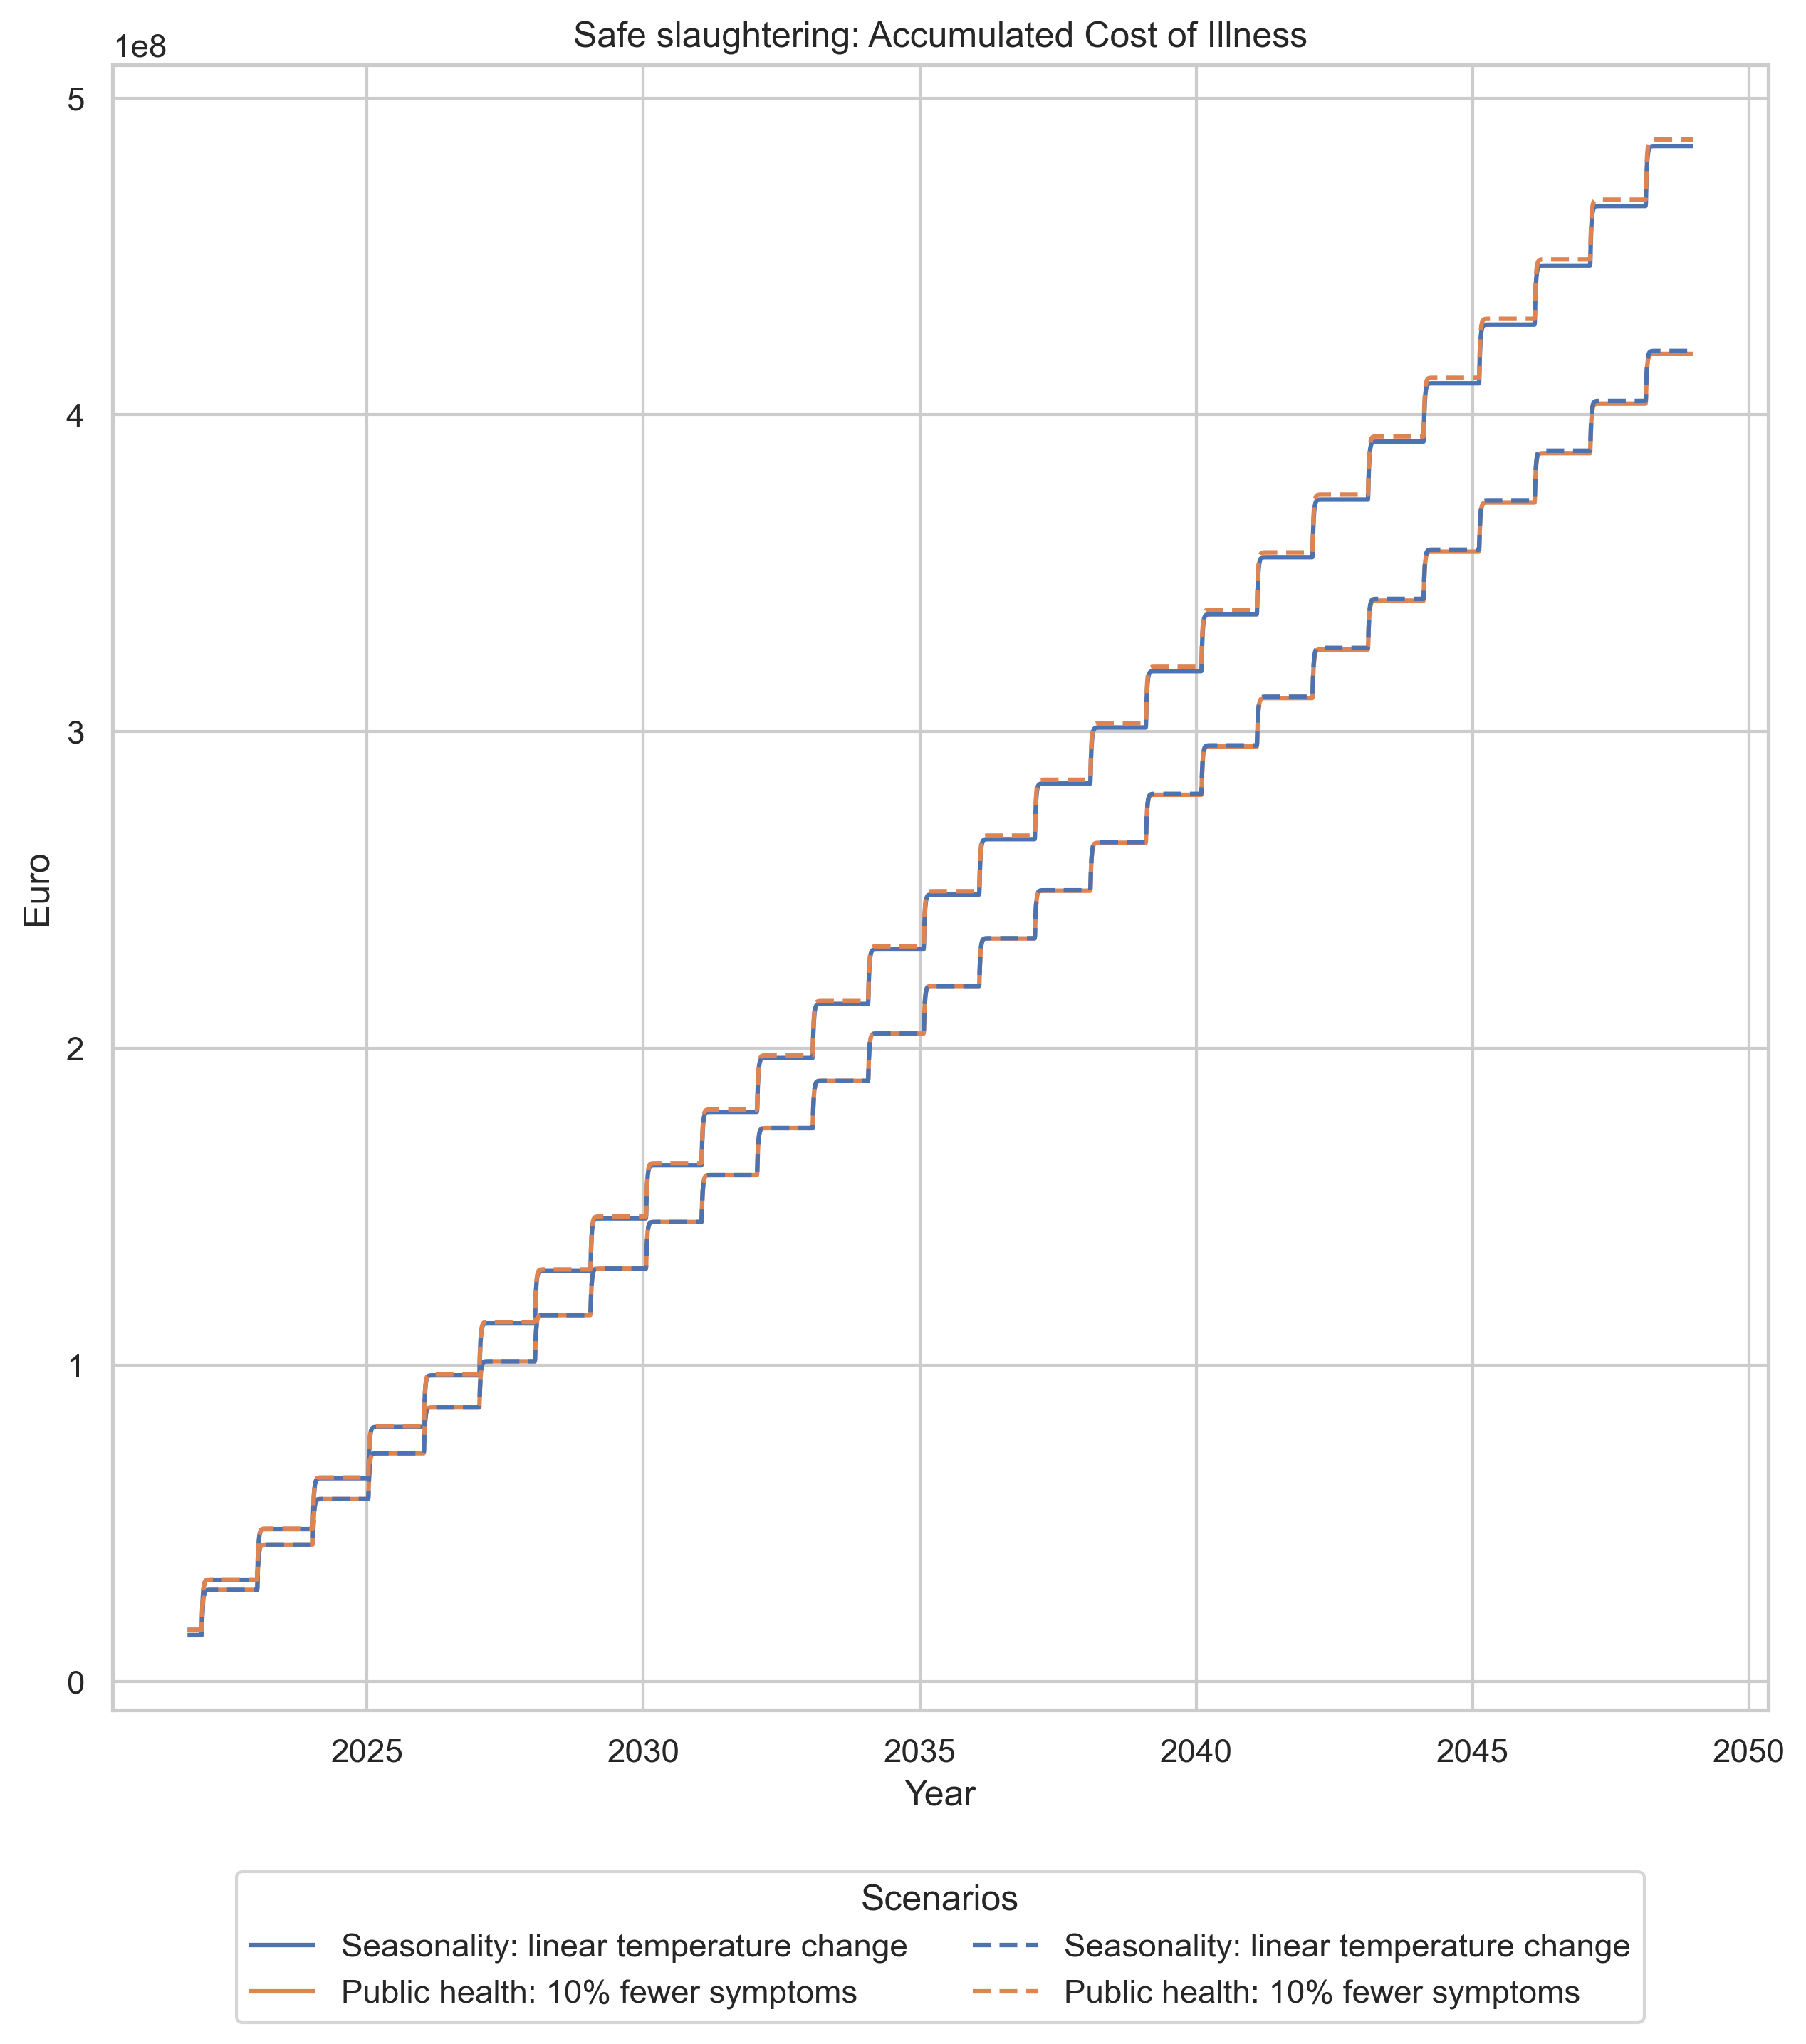 Safe slaughtering: Accumulated Cost of Illness
1e8
5
4
3
2
1
0
Euro
2025 2030 2035 2040 2045 2050
Year
Scenarios
Seasonality: linear temperature change Seasonality: linear temperature change
Public health: 10% fewer symptoms Public health: 10% fewer symptoms